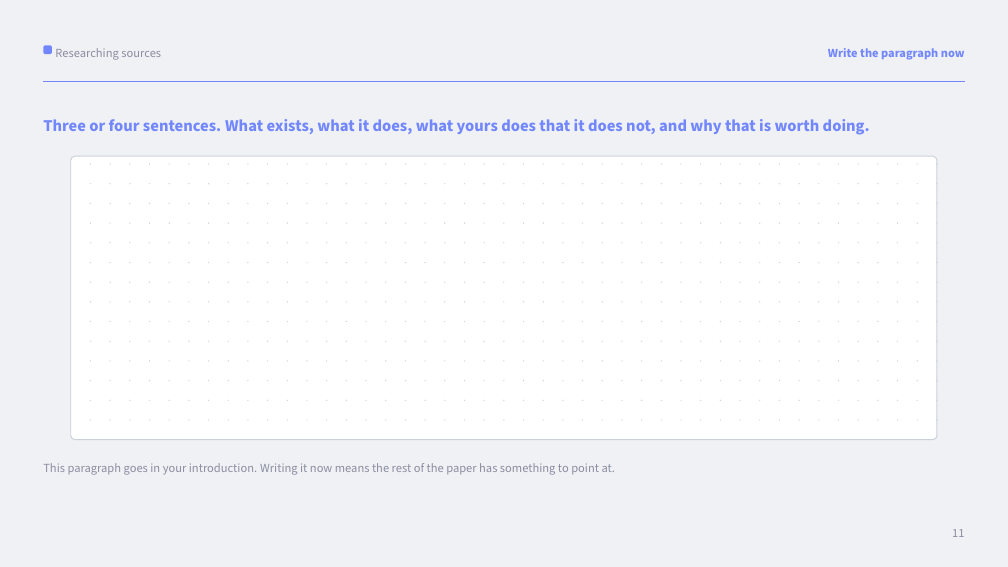 Researching sources
Write the paragraph now
Three or four sentences. What exists, what it does, what yours does that it does not, and why that is worth doing.
This paragraph goes in your introduction. Writing it now means the rest of the paper has something to point at.
11